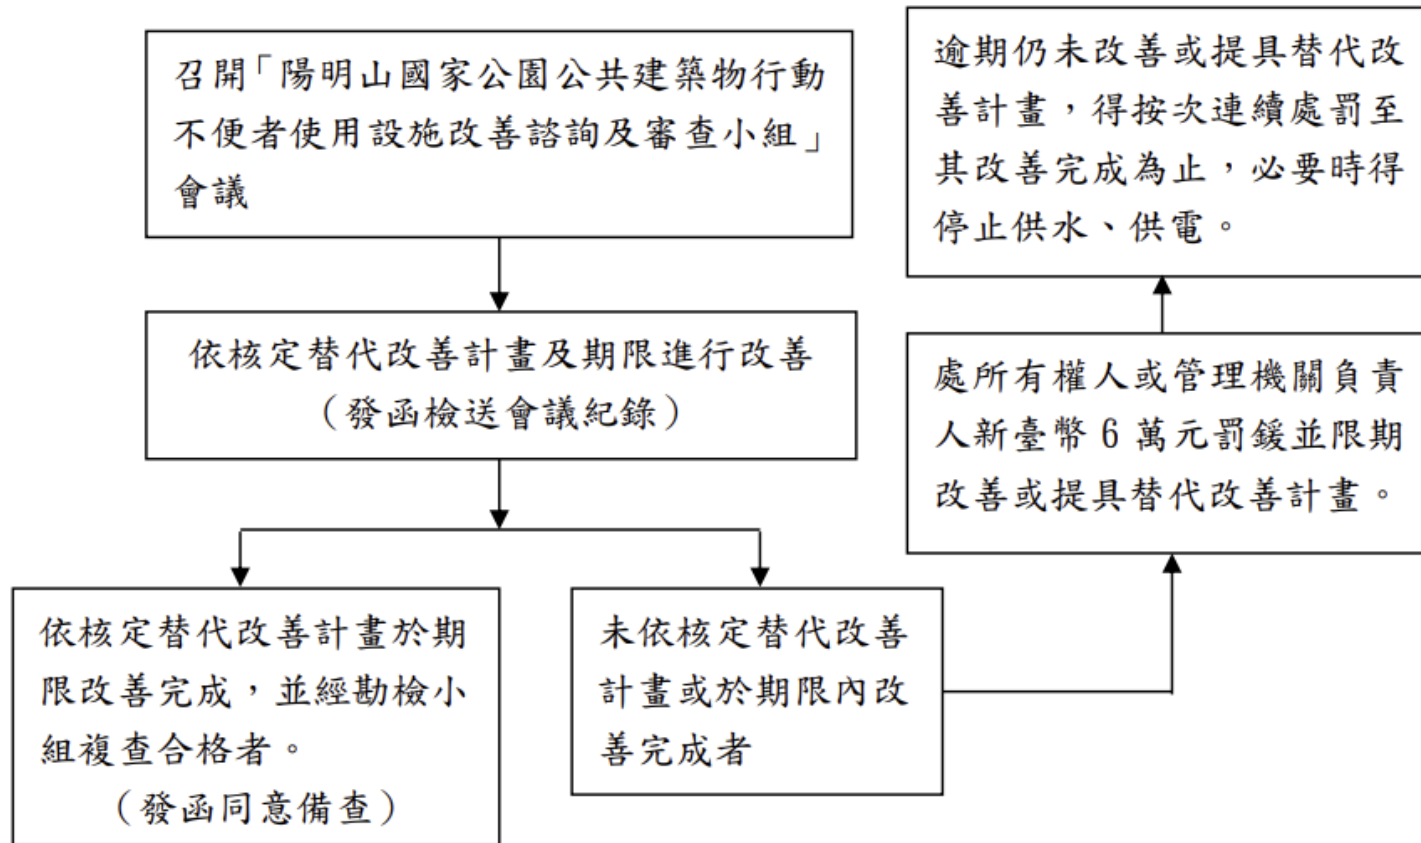 召開「陽明山國家公園公共建築物行動
不便者使用設施改善諮詢及審查小組」
會議
依核定替代改善計畫及期限進行改善
（發函檢送會議紀錄）
依核定替代改善計畫於期
限改善完成，並經勘檢小
組複查合格者。
（發函同意備查）
未依核定替代改善
計畫或於期限內改
善完成者
處所有權人或管理機關負責
人新臺幣 6 萬元罰鍰並限期
改善或提具替代改善計畫。
逾期仍未改善或提具替代改
善計畫，得按次連續處罰至
其改善完成為止，必要時得
停止供水、供電。